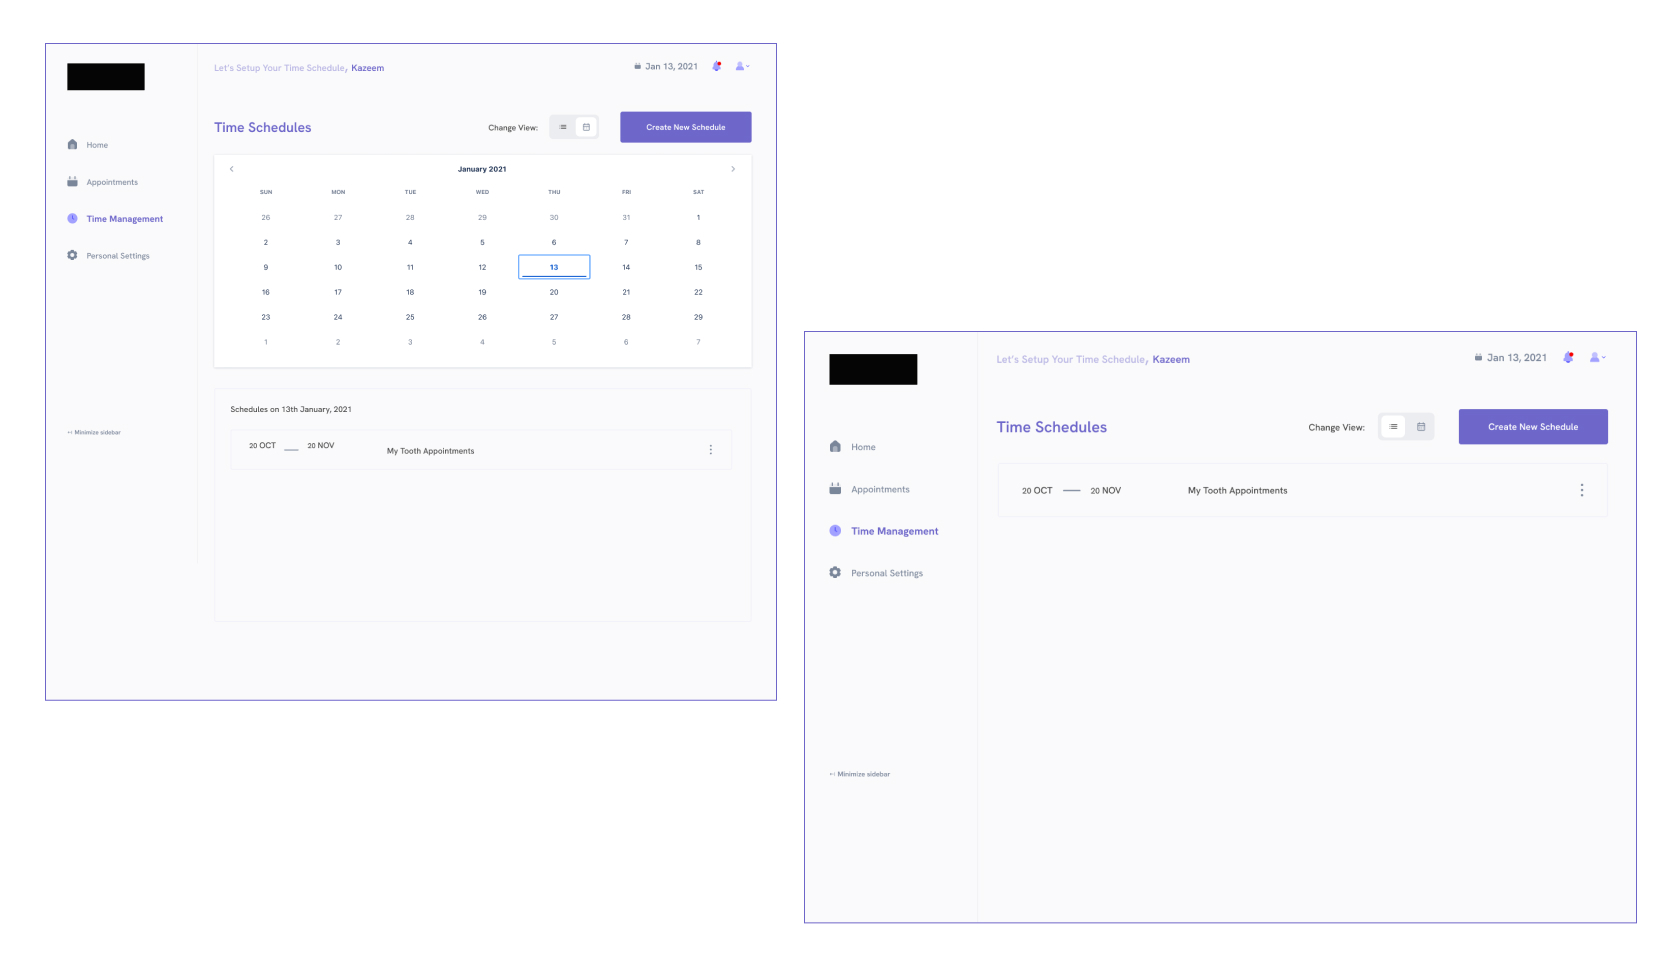 Let's Setup Your Time Schedule, Kazeem
Jan 13, 2021
Home
Appointments
Time Management
Personal Settings
↤ Minimize sidebar
Time Schedules
Change View:
Create New Schedule
January 2021
SUN MON TUE WED THU FRI SAT
26 27 28 29 30 31 1
2 3 4 5 6 7 8
9 10 11 12 13 14 15
16 17 18 19 20 21 22
23 24 25 26 27 28 29
1 2 3 4 5 6 7
Schedules on 13th January, 2021
20 OCT — 20 NOV My Tooth Appointments
Let's Setup Your Time Schedule, Kazeem
Jan 13, 2021
Home
Appointments
Time Management
Personal Settings
↤ Minimize sidebar
Time Schedules
Change View:
Create New Schedule
20 OCT — 20 NOV My Tooth Appointments